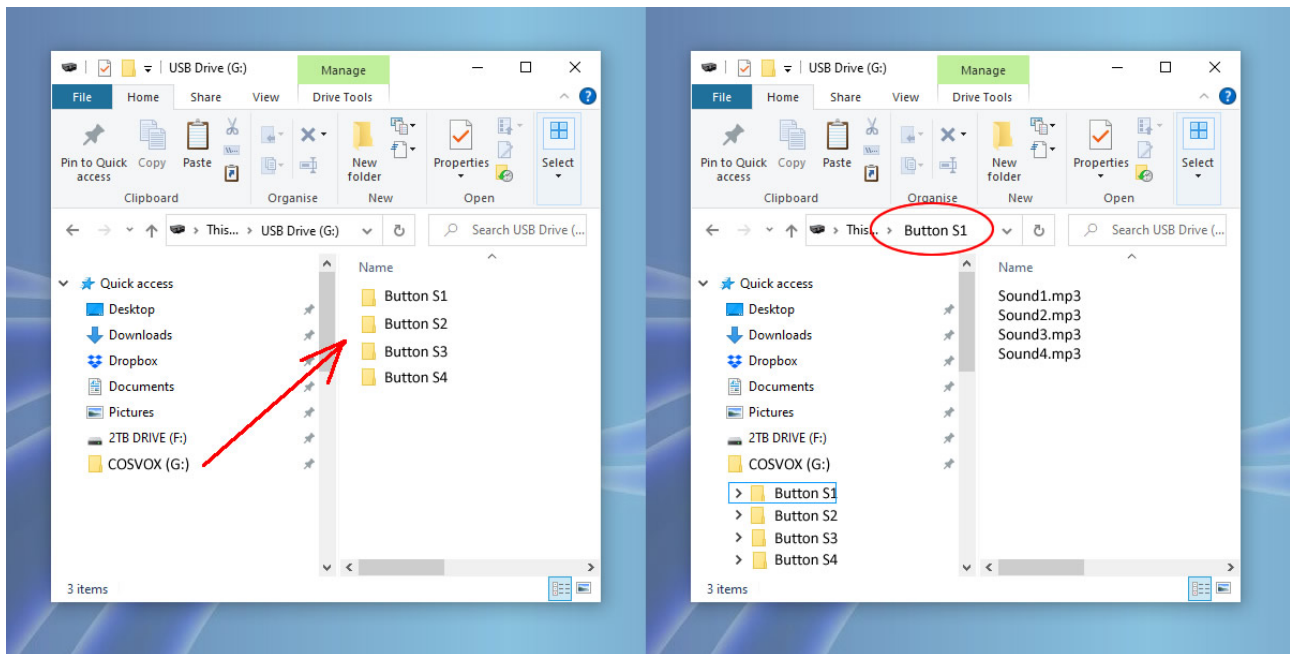 USB Drive (G:)
Manage
File
Home
Share
View
Drive Tools
Pin to Quick access
Copy
Paste
New folder
Properties
Select
Clipboard
Organise
New
Open
This...
USB Drive (G:)
Search USB Drive (...
Name
Quick access
Desktop
Downloads
Dropbox
Documents
Pictures
2TB DRIVE (F:)
COSVOX (G:)
Button S1
Button S2
Button S3
Button S4
3 items
USB Drive (G:)
Manage
File
Home
Share
View
Drive Tools
Pin to Quick access
Copy
Paste
New folder
Properties
Select
Clipboard
Organise
New
Open
This...
Button S1
Search USB Drive (...
Name
Quick access
Desktop
Downloads
Dropbox
Documents
Pictures
2TB DRIVE (F:)
COSVOX (G:)
Button S1
Button S2
Button S3
Button S4
Sound1.mp3
Sound2.mp3
Sound3.mp3
Sound4.mp3
3 items